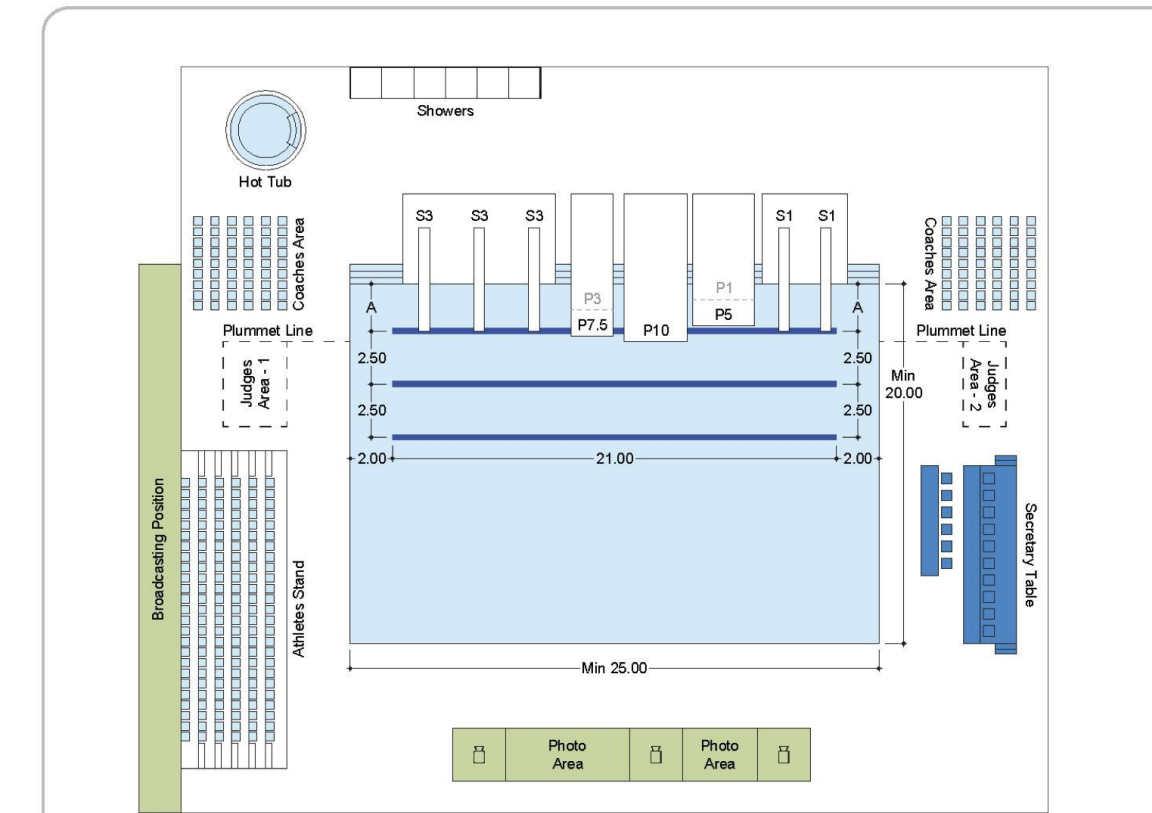 Showers
Hot Tub
S3
S3
S3
S1
S1
Coaches Area
Coaches Area
P3
P7.5
P10
P1
P5
A
A
Plummet Line
Plummet Line
2.50
2.50
Min
20.00
Judges
Area - 1
Judges
Area - 2
2.50
2.50
2.00
21.00
2.00
Broadcasting Position
Athletes Stand
Secretary Table
Min 25.00
Photo
Area
Photo
Area